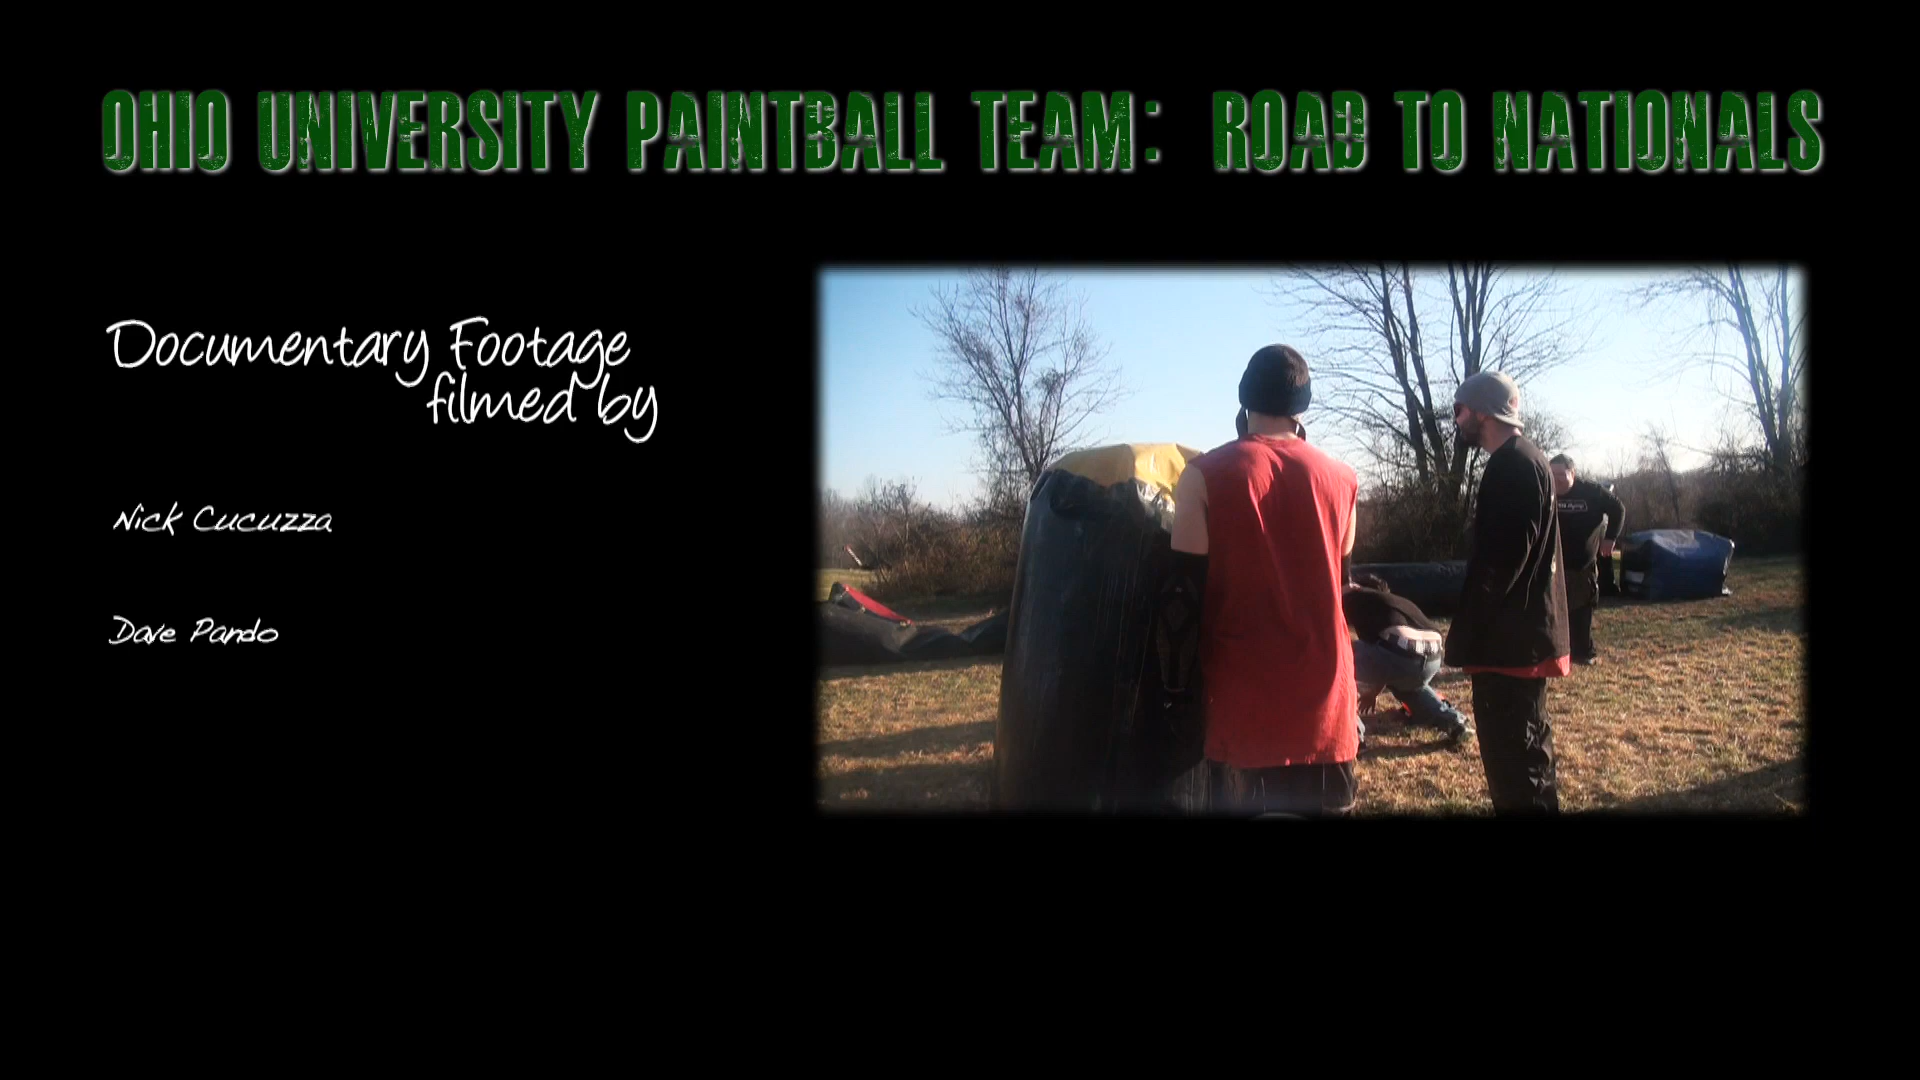 OHIO UNIVERSITY PAINTBALL TEAM: ROAD TO NATIONALS
Documentary Footage
filmed by
Nick Cucuzza
Dave Pando